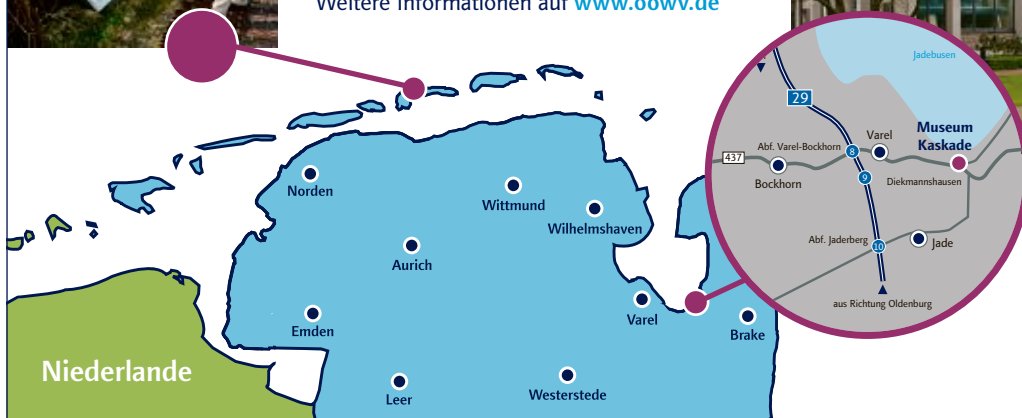 Weitere Informationen auf www.oowv.de
Jadebusen
29
Varel
Museum
Kaskade
Abf. Varel-Bockhorn
8
437
Bockhorn
9
Diekmannshausen
Abf. Jaderberg
10
Jade
aus Richtung Oldenburg
Norden
Wittmund
Wilhelmshaven
Aurich
Emden
Varel
Brake
Niederlande
Leer
Westerstede